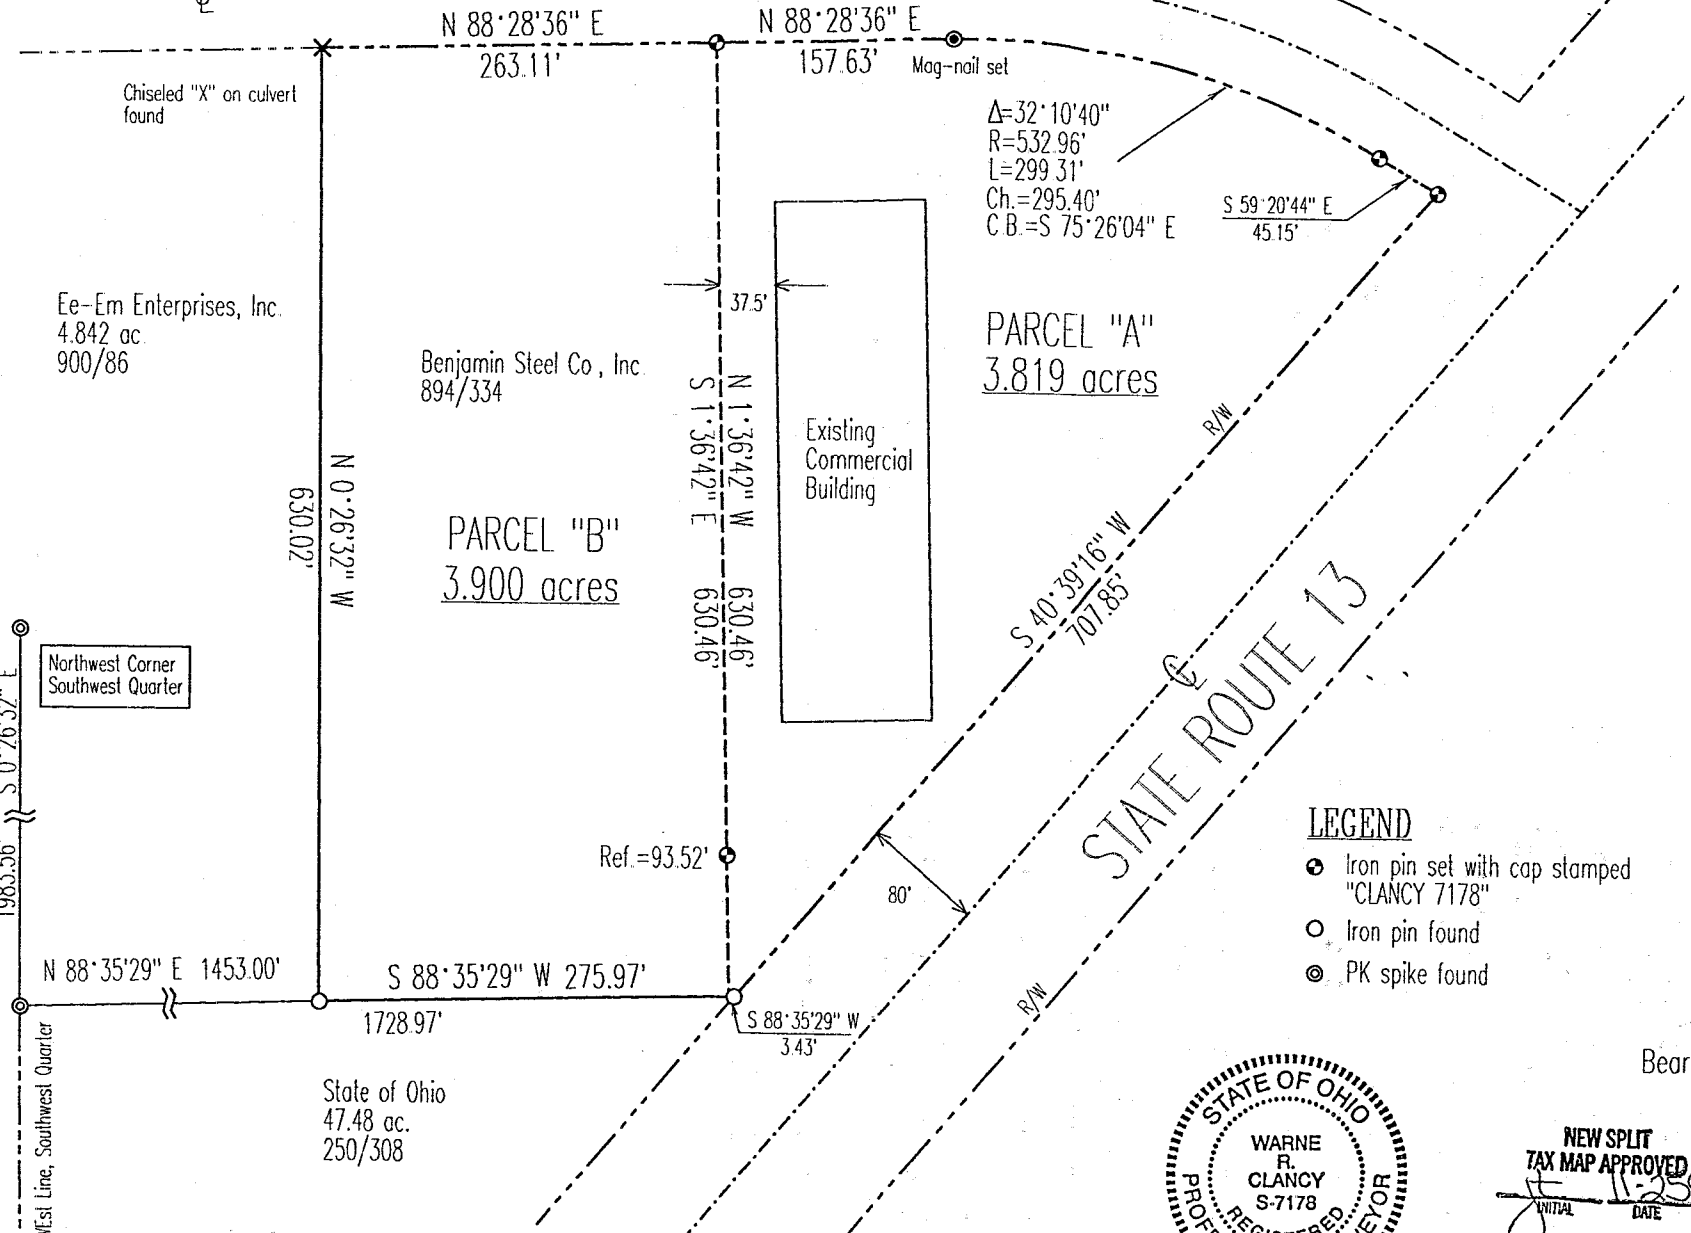 N 88°28'36" E
263.11'
N 88°28'36" E
157.63'
Mag-nail set
Chiseled "X" on culvert
found
Δ=32°10'40"
R=532.96'
L=299.31'
Ch.=295.40'
C.B.=S 75°26'04" E
S 59°20'44" E
45.15'
Ee-Em Enterprises, Inc.
4.842 ac.
900/86
Benjamin Steel Co., Inc.
894/334
37.5'
PARCEL "A"
3.819 acres
N 1°36'42" W 630.46'
S 1°36'42" E 630.46'
Existing
Commercial
Building
R/W
N 0°26'32" W
630.02'
PARCEL "B"
3.900 acres
S 40°39'16" W
707.85'
STATE ROUTE 13
Northwest Corner
Southwest Quarter
1983.56' S 0°26'32" E
Ref.=93.52'
80'
LEGEND
Iron pin set with cap stamped
"CLANCY 7178"
Iron pin found
PK spike found
N 88°35'29" E 1453.00'
S 88°35'29" W 275.97'
1728.97'
S 88°35'29" W
3.43'
R/W
WEst Line, Southwest Quarter
State of Ohio
47.48 ac.
250/308
Bear
STATE OF OHIO
WARNE
R.
CLANCY
S-7178
REGISTERED
NEW SPLIT
TAX MAP APPROVED
INITIAL
DATE